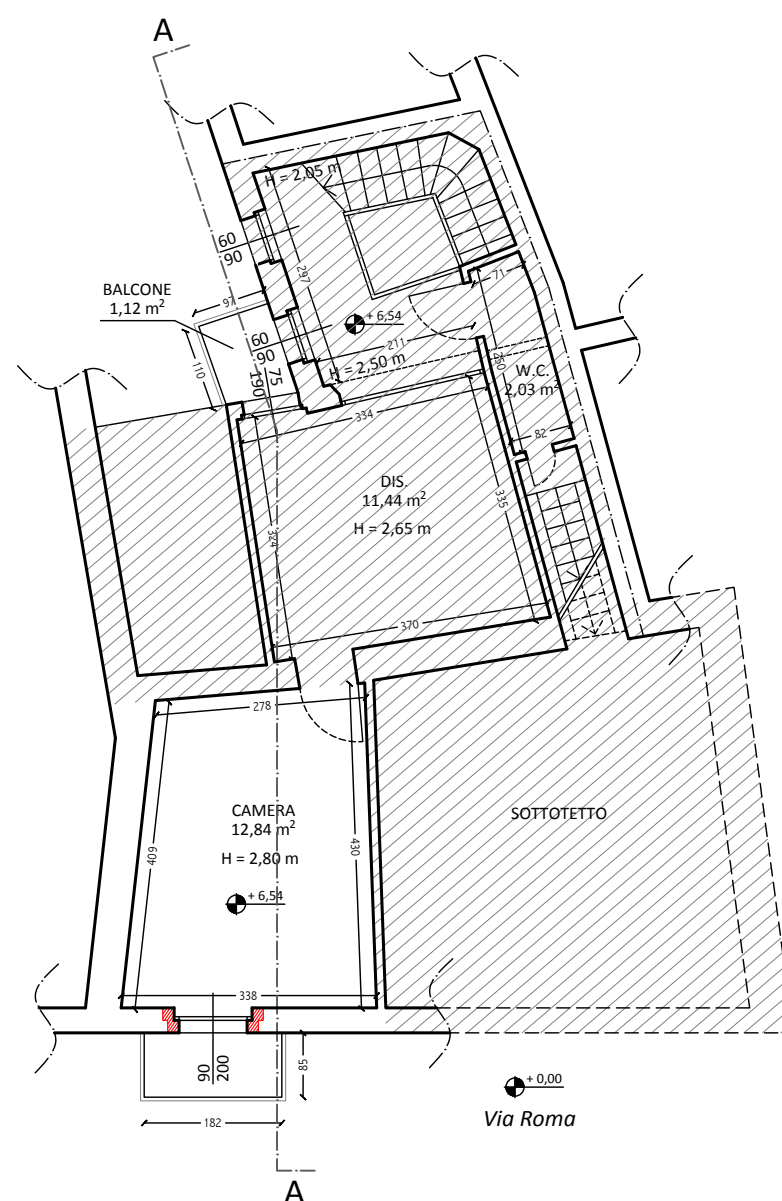 A
H = 2,05 m
60
90
297
71
BALCONE
1,12 m²
97
+ 6,54
60
90
211
110
H = 2,50 m
250
W.C.
2,03 m²
75
190
334
82
DIS.
11,44 m²
H = 2,65 m
335
324
370
278
CAMERA
12,84 m²
H = 2,80 m
409
430
SOTTOTETTO
+ 6,54
338
90
200
85
+ 0,00
Via Roma
182
A